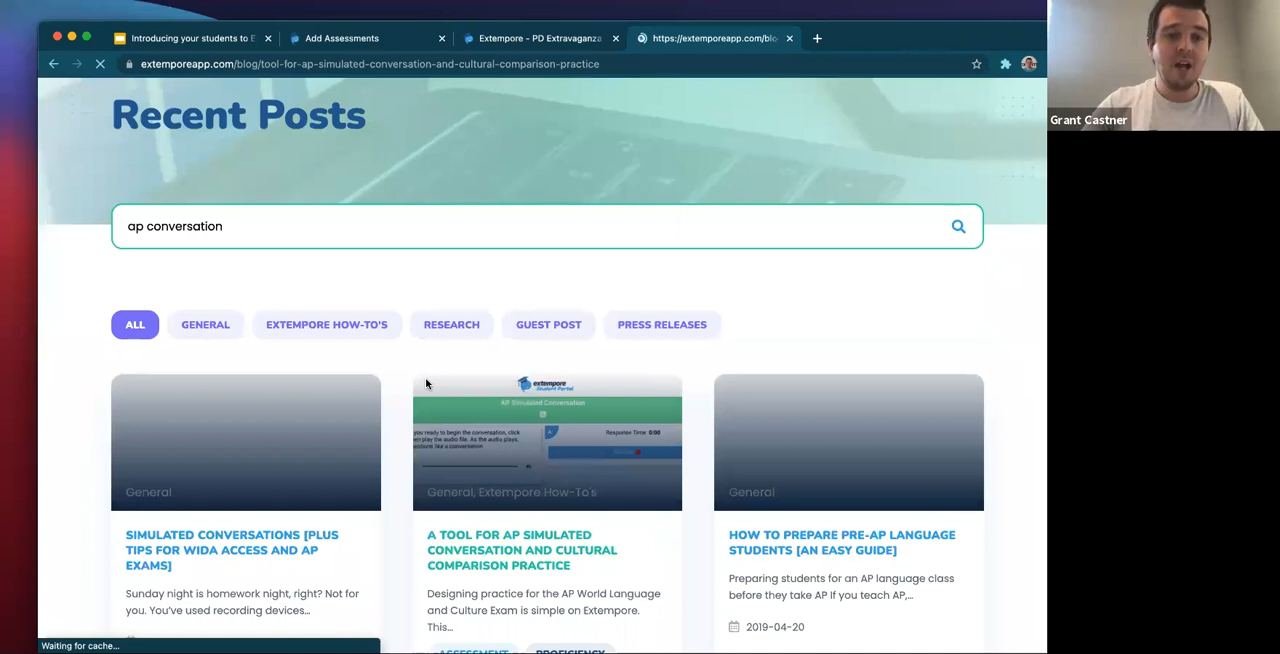 Introducing your students to E
Add Assessments
Extempore - PD Extravaganza
https://extemporeapp.com/blo
extemporeapp.com/blog/tool-for-ap-simulated-conversation-and-cultural-comparison-practice
Grant Castner
Recent Posts
ap conversation
ALL
GENERAL
EXTEMPORE HOW-TO'S
RESEARCH
GUEST POST
PRESS RELEASES
General
extempore
Student Portal
AP Simulated Conversation
you ready to begin the conversation, click
en play the audio file. As the audio plays,
Response Time 0:00
General, Extempore How-To's
General
SIMULATED CONVERSATIONS [PLUS
TIPS FOR WIDA ACCESS AND AP
EXAMS]
Sunday night is homework night, right? Not for
you. You've used recording devices…
A TOOL FOR AP SIMULATED
CONVERSATION AND CULTURAL
COMPARISON PRACTICE
Designing practice for the AP World Language
and Culture Exam is simple on Extempore.
This…
ASSESSMENT
PROFICIENCY
HOW TO PREPARE PRE-AP LANGUAGE
STUDENTS [AN EASY GUIDE]
Preparing students for an AP language class
before they take AP If you teach AP,…
2019-04-20
Waiting for cache...